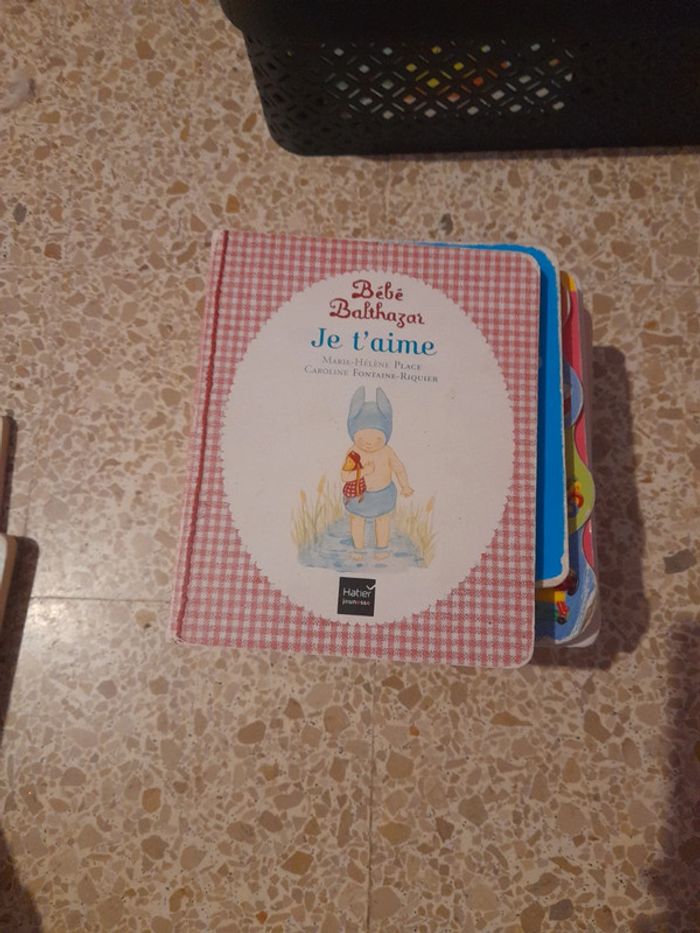 Bébé
Balthazar
Je t'aime
Marie-Hélène Place
Caroline Fontaine-Riquier
Hatier
jeunesse